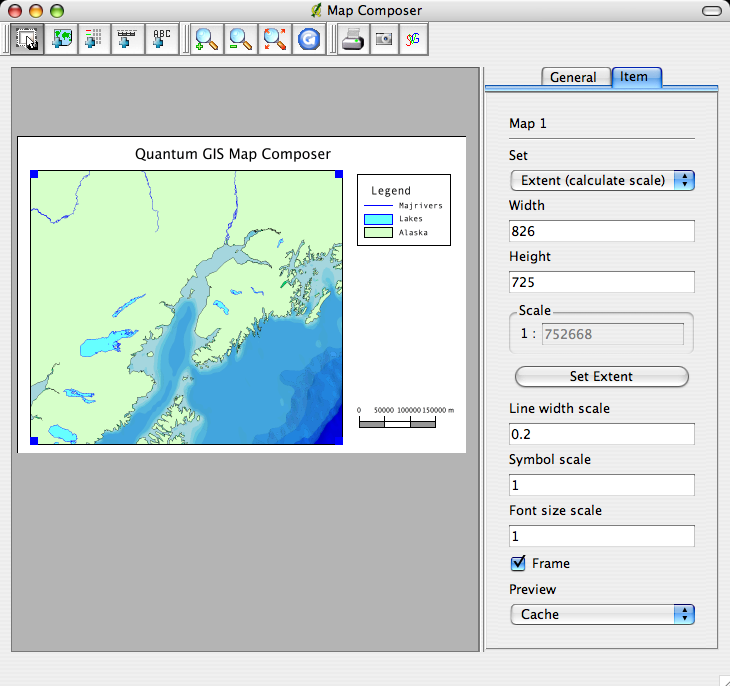 Map Composer
ABC
General
Item
Quantum GIS Map Composer
Legend
Majrivers
Lakes
Alaska
0 50000 100000 150000 m
Map 1
Set
Extent (calculate scale)
Width
826
Height
725
Scale
1 : 752668
Set Extent
Line width scale
0.2
Symbol scale
1
Font size scale
1
Frame
Preview
Cache